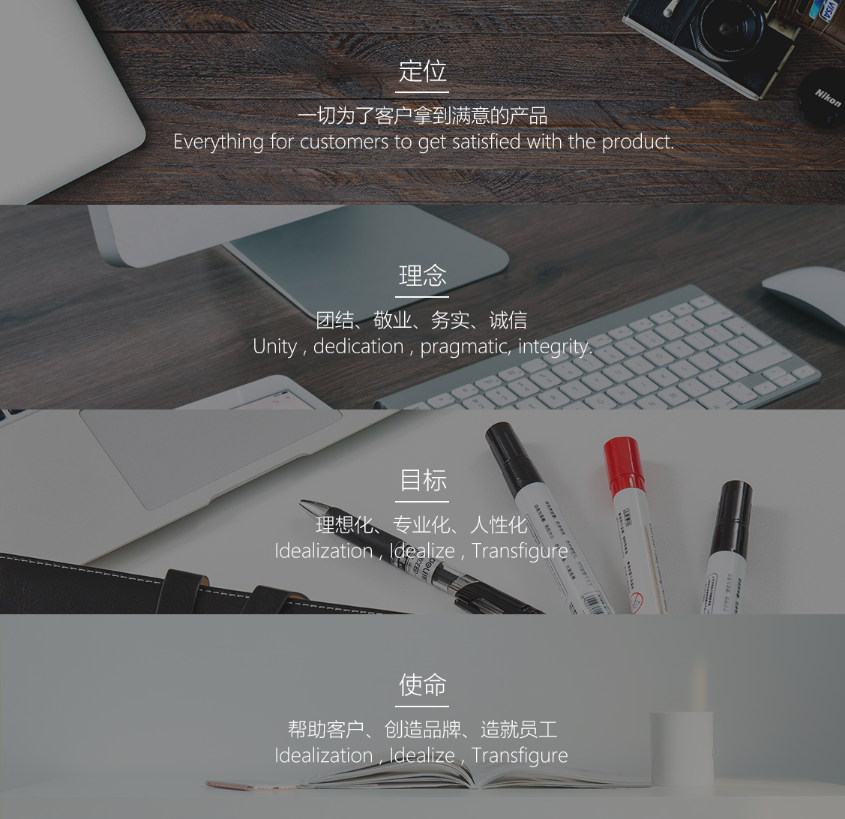 定位
一切为了客户拿到满意的产品
Everything for customers to get satisfied with the product.
VISA
Nikon
理念
团结、敬业、务实、诚信
Unity , dedication , pragmatic, integrity.
目标
理想化、专业化、人性化
Idealization , Idealize , Transfigure
使命
帮助客户、创造品牌、造就员工
Idealization , Idealize , Transfigure